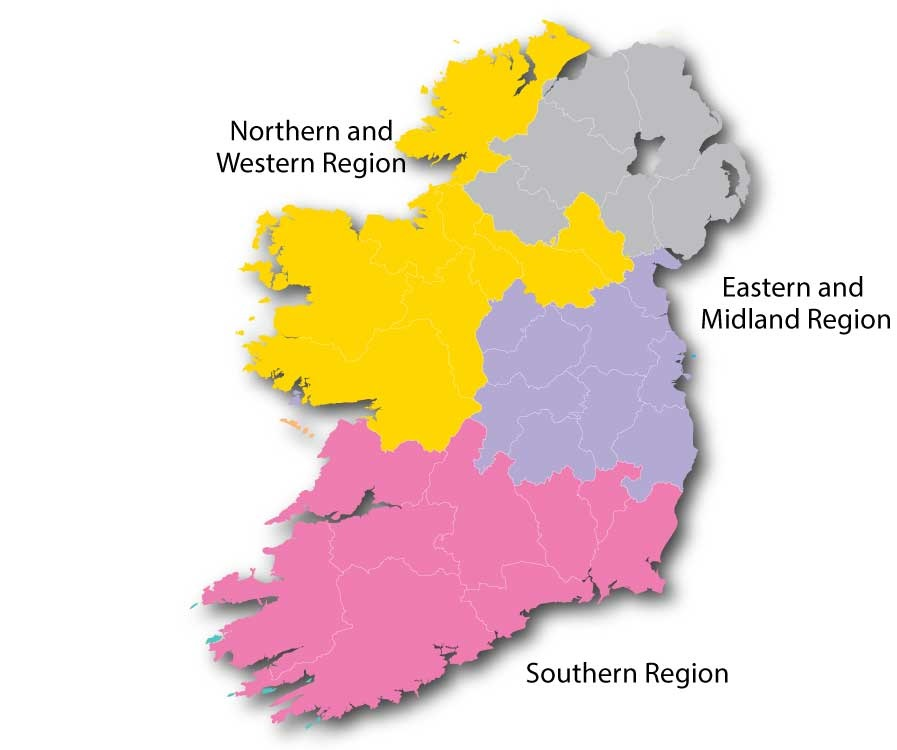 Northern and
Western Region
Eastern and
Midland Region
Southern Region